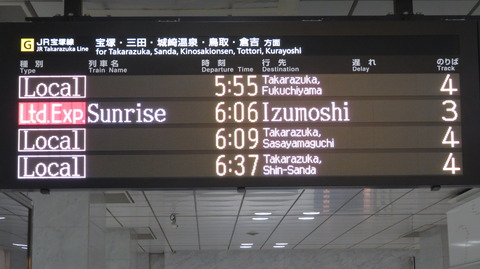 G JR宝塚線 宝塚・三田・城崎温泉・鳥取・倉吉 方面
JR Takarazuka Line for Takarazuka, Sanda, Kinosakionsen, Tottori, Kurayoshi
種別 列車名 時刻 行先 遅れ のりば
Type Train Name Departure Time Destination Delay Track
Local 5:55 Takarazuka, Fukuchiyama 4
Ltd.Exp Sunrise 6:06 Izumoshi 3
Local 6:09 Takarazuka, Sasayamaguchi 4
Local 6:37 Takarazuka, Shin-Sanda 4